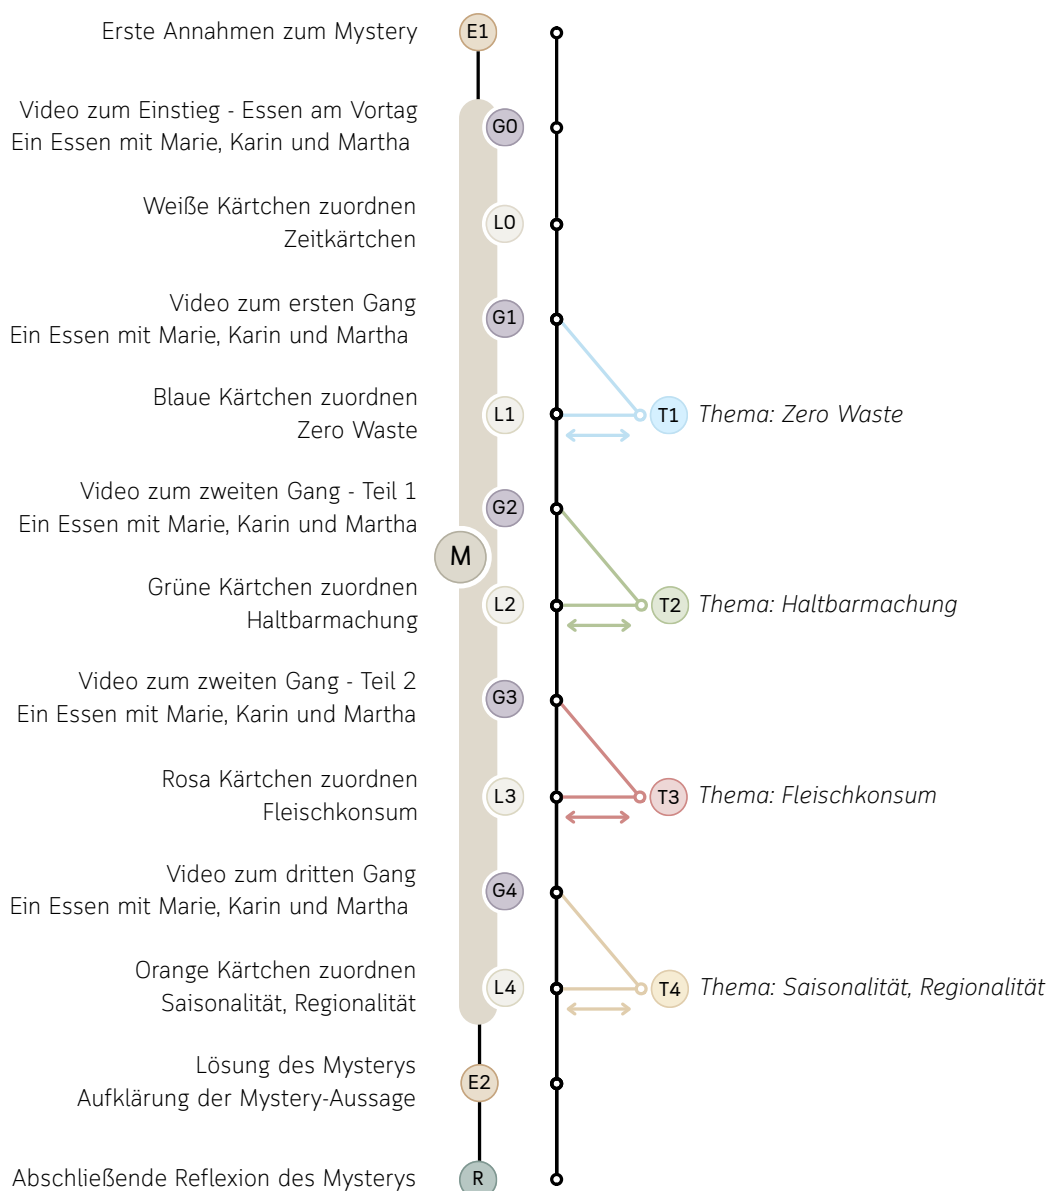 Erste Annahmen zum Mystery
E1
Video zum Einstieg - Essen am Vortag
Ein Essen mit Marie, Karin und Martha
G0
Weiße Kärtchen zuordnen
Zeitkärtchen
L0
Video zum ersten Gang
Ein Essen mit Marie, Karin und Martha
G1
Blaue Kärtchen zuordnen
Zero Waste
L1
T1
Thema: Zero Waste
Video zum zweiten Gang - Teil 1
Ein Essen mit Marie, Karin und Martha
G2
M
Grüne Kärtchen zuordnen
Haltbarmachung
L2
T2
Thema: Haltbarmachung
Video zum zweiten Gang - Teil 2
Ein Essen mit Marie, Karin und Martha
G3
Rosa Kärtchen zuordnen
Fleischkonsum
L3
T3
Thema: Fleischkonsum
Video zum dritten Gang
Ein Essen mit Marie, Karin und Martha
G4
Orange Kärtchen zuordnen
Saisonalität, Regionalität
L4
T4
Thema: Saisonalität, Regionalität
Lösung des Mysterys
Aufklärung der Mystery-Aussage
E2
Abschließende Reflexion des Mysterys
R